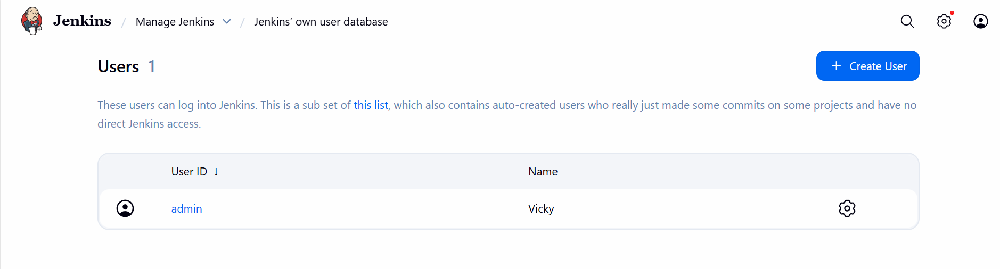 Jenkins / Manage Jenkins / Jenkins’ own user database
Users 1
+ Create User
These users can log into Jenkins. This is a sub set of this list, which also contains auto-created users who really just made some commits on some projects and have no
direct Jenkins access.
User ID ↓ Name
admin Vicky